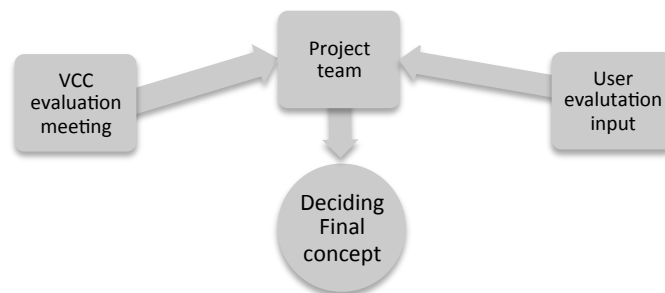 Project
team
VCC
evaluation
meeting
User
evalutation
input
Deciding
Final
concept